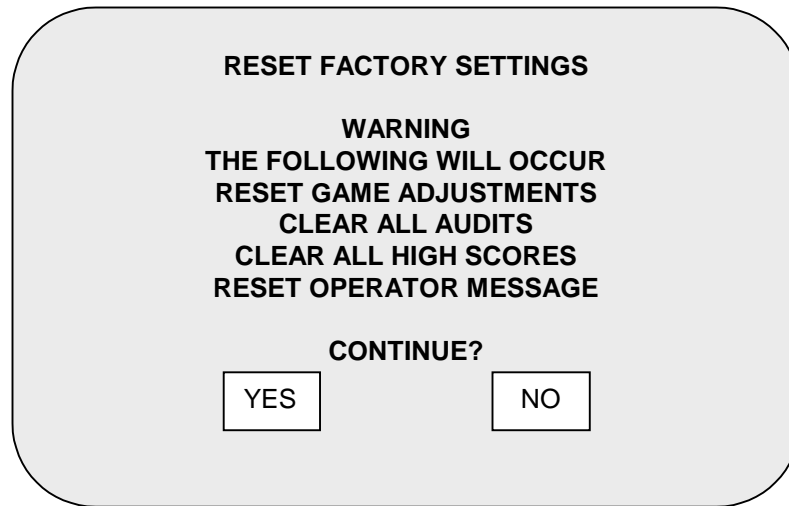 RESET FACTORY SETTINGS
WARNING
THE FOLLOWING WILL OCCUR
RESET GAME ADJUSTMENTS
CLEAR ALL AUDITS
CLEAR ALL HIGH SCORES
RESET OPERATOR MESSAGE
CONTINUE?
YES
NO